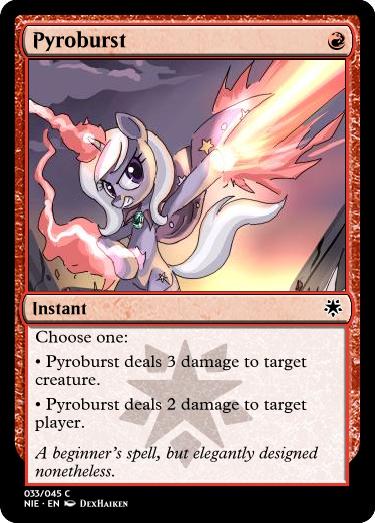 Pyroburst
Instant
Choose one:
• Pyroburst deals 3 damage to target
creature.
• Pyroburst deals 2 damage to target
player.
A beginner's spell, but elegantly designed
nonetheless.
033/045 C
NIE • EN DexHaiken